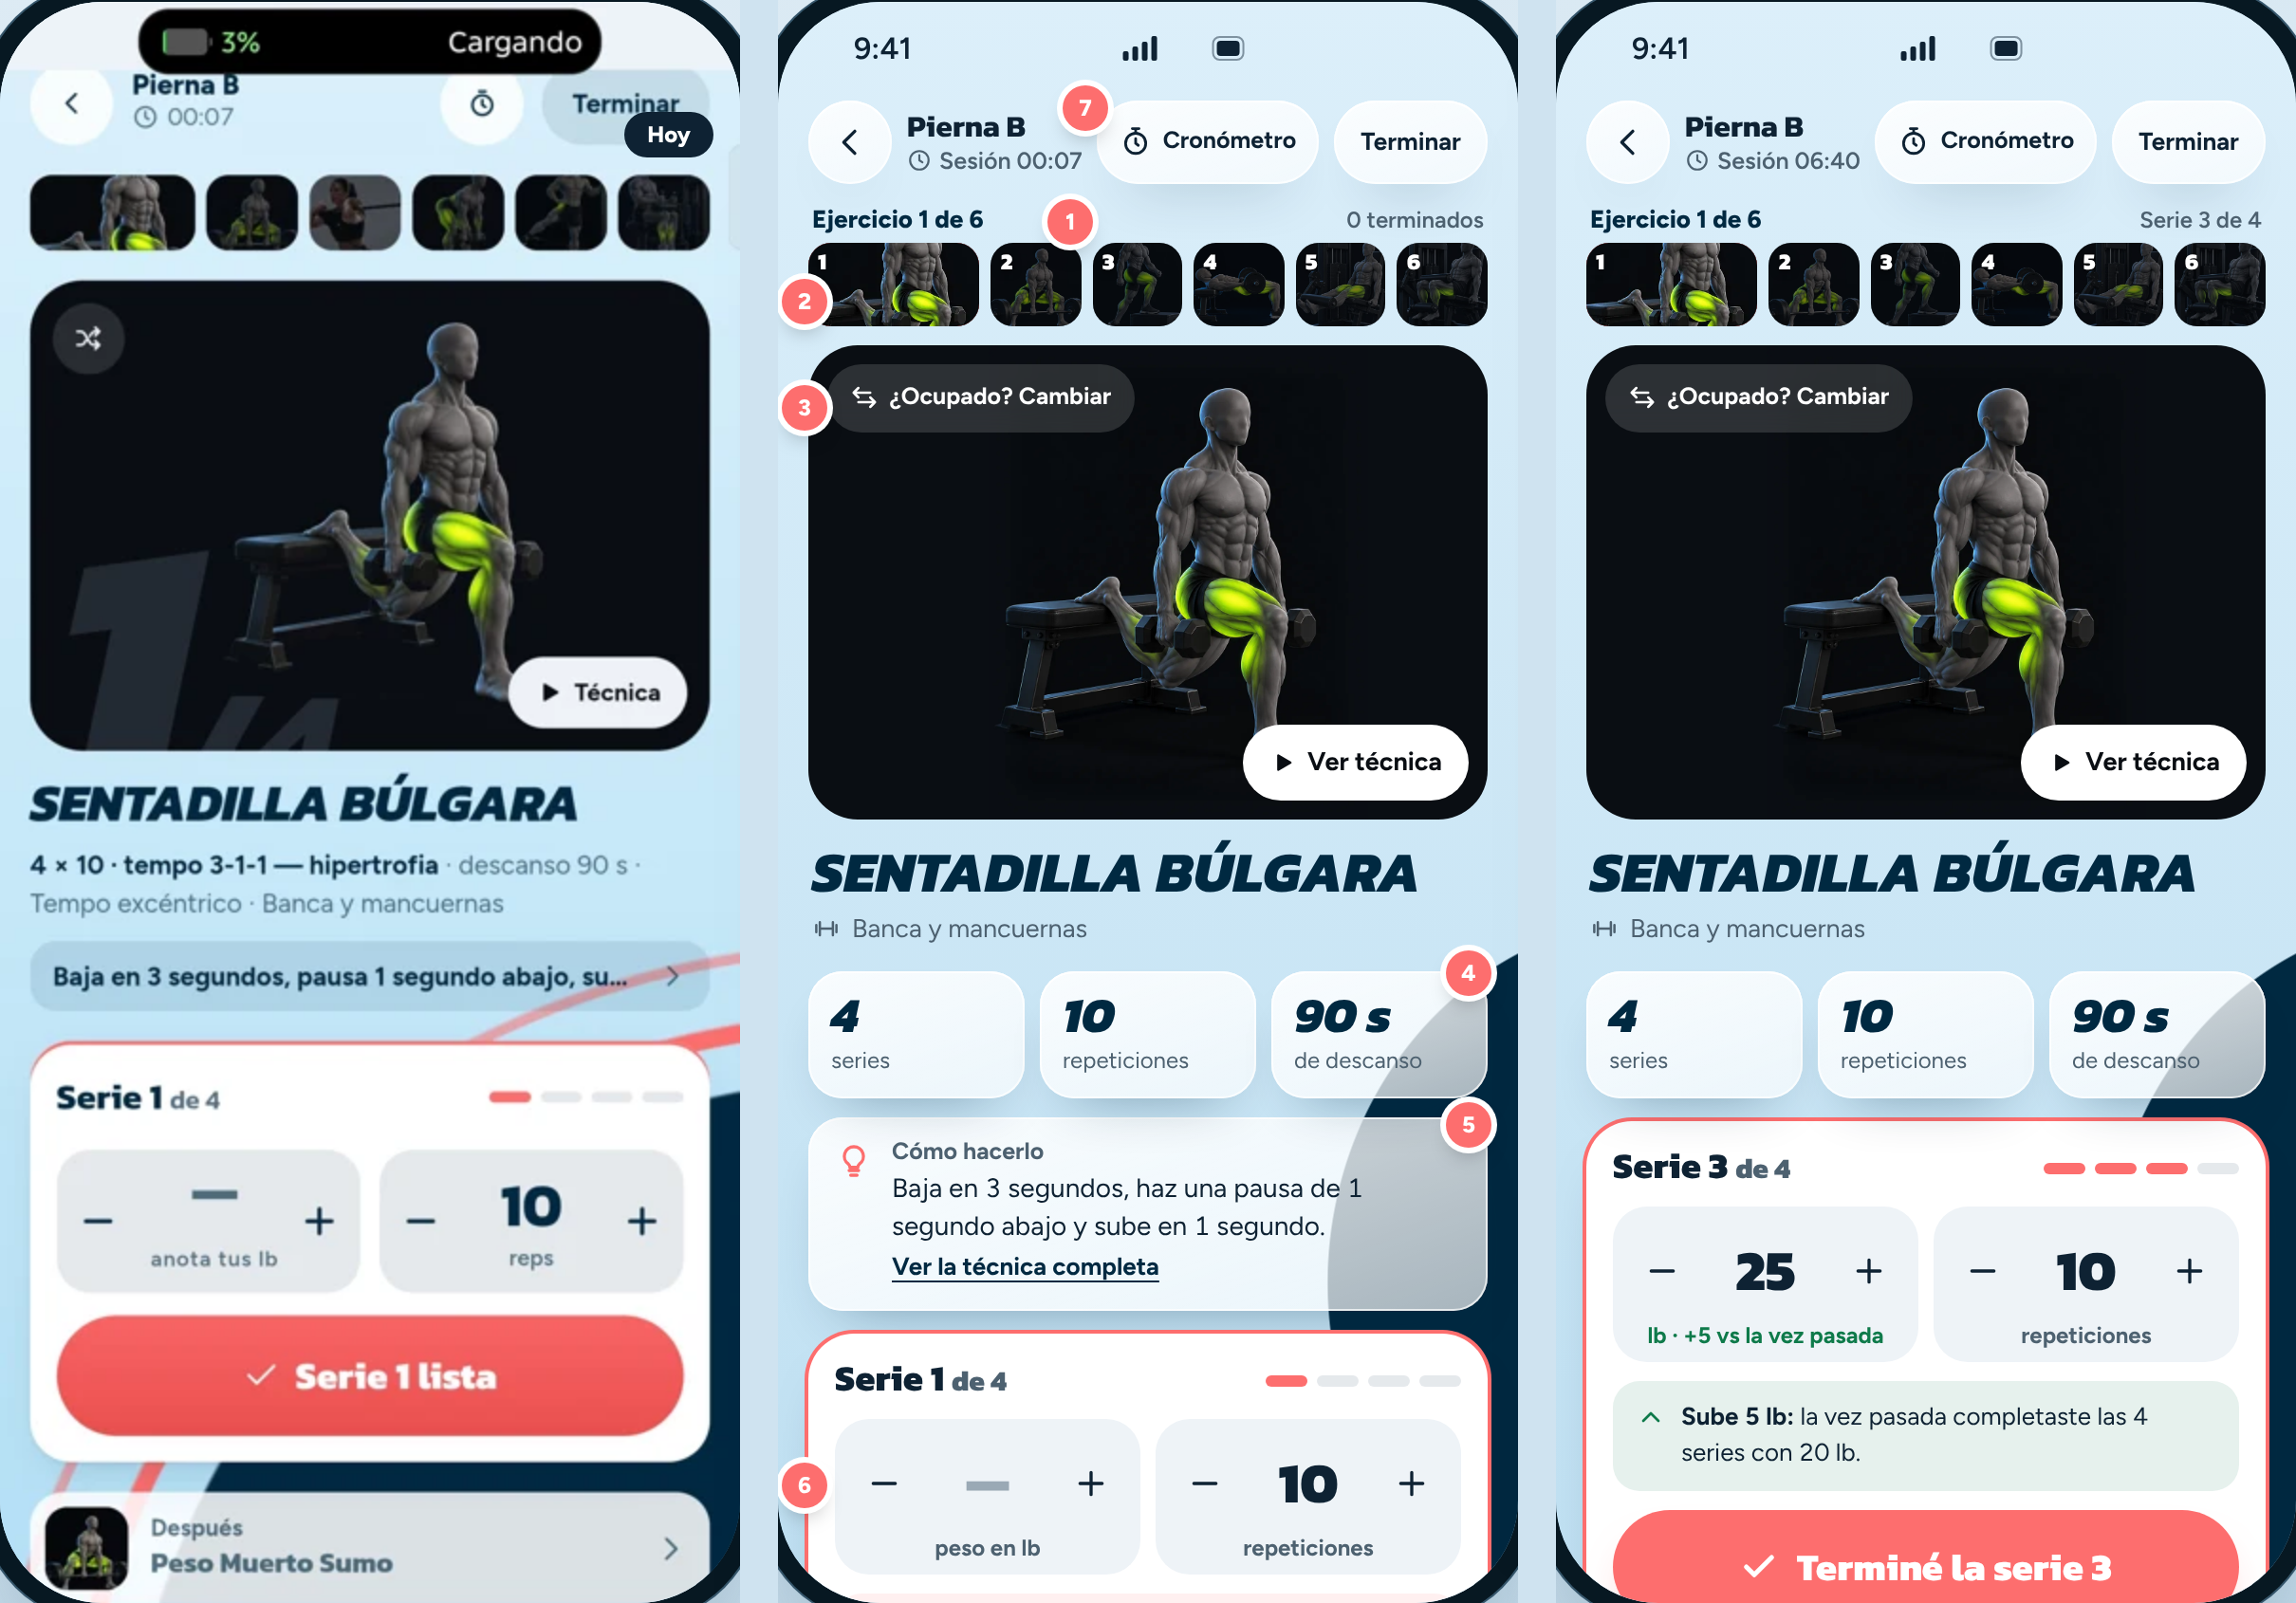 3%
Cargando
Pierna B
00:07
Terminar
Hoy
1/4
Técnica
SENTADILLA BÚLGARA
4 × 10 · tempo 3-1-1 — hipertrofia · descanso 90 s ·
Tempo excéntrico · Banca y mancuernas
Baja en 3 segundos, pausa 1 segundo abajo, su...
Serie 1 de 4
—
anota tus lb
10
reps
Serie 1 lista
Después
Peso Muerto Sumo
9:41
7
Pierna B
Sesión 00:07
Cronómetro
Terminar
Ejercicio 1 de 6
1
0 terminados
1
2
3
4
5
6
2
3
¿Ocupado? Cambiar
Ver técnica
SENTADILLA BÚLGARA
Banca y mancuernas
4
4
series
10
repeticiones
90 s
de descanso
5
Cómo hacerlo
Baja en 3 segundos, haz una pausa de 1
segundo abajo y sube en 1 segundo.
Ver la técnica completa
Serie 1 de 4
6
—
peso en lb
10
repeticiones
9:41
Pierna B
Sesión 06:40
Cronómetro
Terminar
Ejercicio 1 de 6
Serie 3 de 4
1
2
3
4
5
6
¿Ocupado? Cambiar
Ver técnica
SENTADILLA BÚLGARA
Banca y mancuernas
4
series
10
repeticiones
90 s
de descanso
Serie 3 de 4
25
lb · +5 vs la vez pasada
10
repeticiones
Sube 5 lb: la vez pasada completaste las 4
series con 20 lb.
Terminé la serie 3